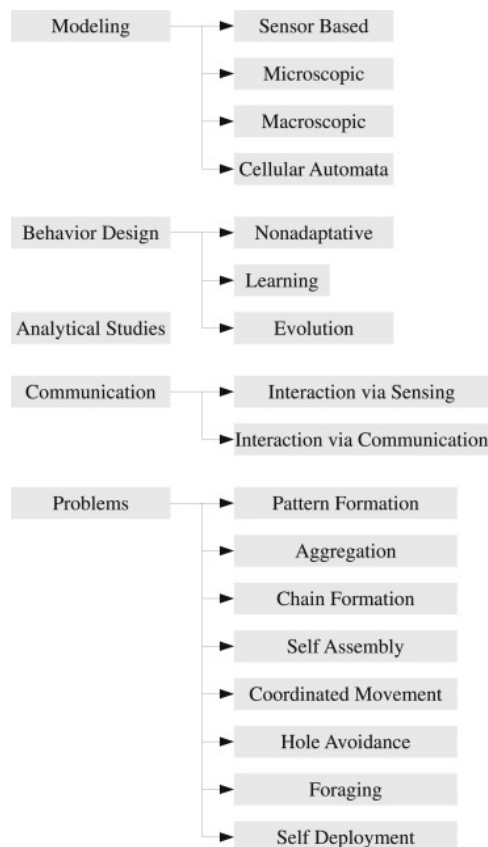 Modeling
Sensor Based
Microscopic
Macroscopic
Cellular Automata
Behavior Design
Nonadaptative
Learning
Analytical Studies
Evolution
Communication
Interaction via Sensing
Interaction via Communication
Problems
Pattern Formation
Aggregation
Chain Formation
Self Assembly
Coordinated Movement
Hole Avoidance
Foraging
Self Deployment